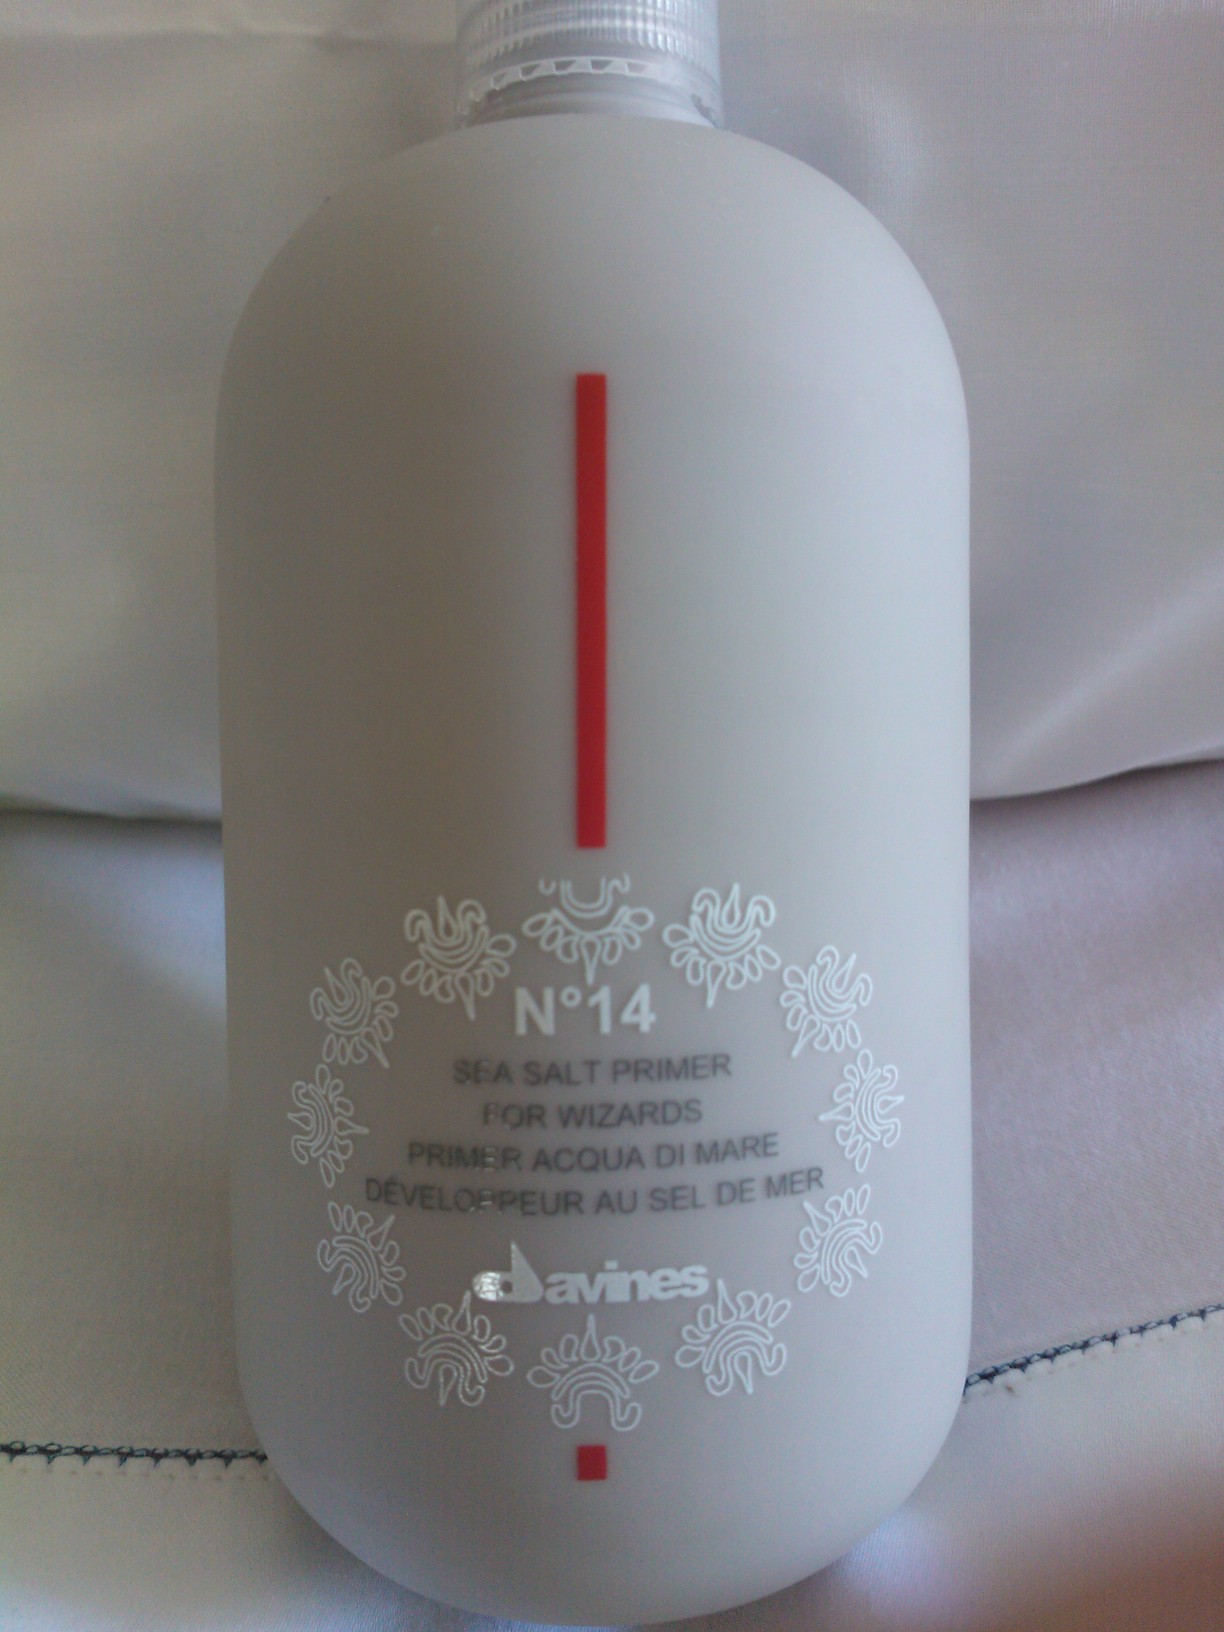 N°14
SEA SALT PRIMER
FOR WIZARDS
PRIMER ACQUA DI MARE
DÉVELOPPEUR AU SEL DE MER
davines